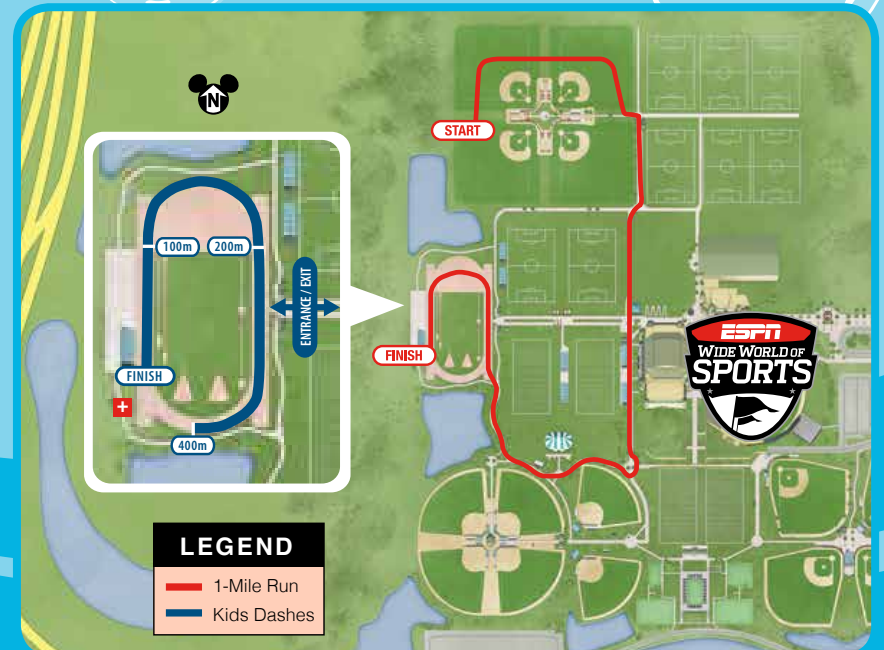 N
START
100m
200m
ENTRANCE / EXIT
FINISH
400m
FINISH
ESPN
WIDE WORLD OF
SPORTS
LEGEND
1-Mile Run
Kids Dashes